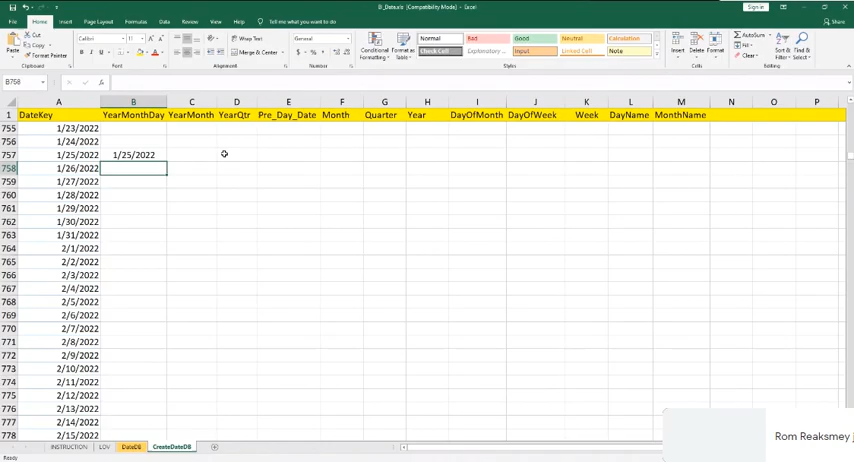 D_Date.xls [Compatibility Mode] - Excel
Sign in
File Home Insert Page Layout Formulas Data Review View Help Tell me what you want to do
Share
Paste
Cut
Copy
Format Painter
Clipboard
B I U
Font
Wrap Text
Merge & Center
Alignment
General
$ % ,
Number
Conditional Formatting
Format as Table
Normal Bad Good Neutral Calculation
Check Cell Explanatory ... Input Linked Cell Note
Styles
Insert Delete Format
Cells
AutoSum
Fill
Clear
Sort & Filter
Find & Select
Editing
B758
fx
A B C D E F G H I J K L M N O P
1 DateKey YearMonthDay YearMonth YearQtr Pre_Day_Date Month Quarter Year DayOfMonth DayOfWeek Week DayName MonthName
755 1/23/2022
756 1/24/2022
757 1/25/2022 1/25/2022
758 1/26/2022
759 1/27/2022
760 1/28/2022
761 1/29/2022
762 1/30/2022
763 1/31/2022
764 2/1/2022
765 2/2/2022
766 2/3/2022
767 2/4/2022
768 2/5/2022
769 2/6/2022
770 2/7/2022
771 2/8/2022
772 2/9/2022
773 2/10/2022
774 2/11/2022
775 2/12/2022
776 2/13/2022
777 2/14/2022
778 2/15/2022
Rom Reaksmey j
INSTRUCTION LOV DateDB CreateDateDB
Ready